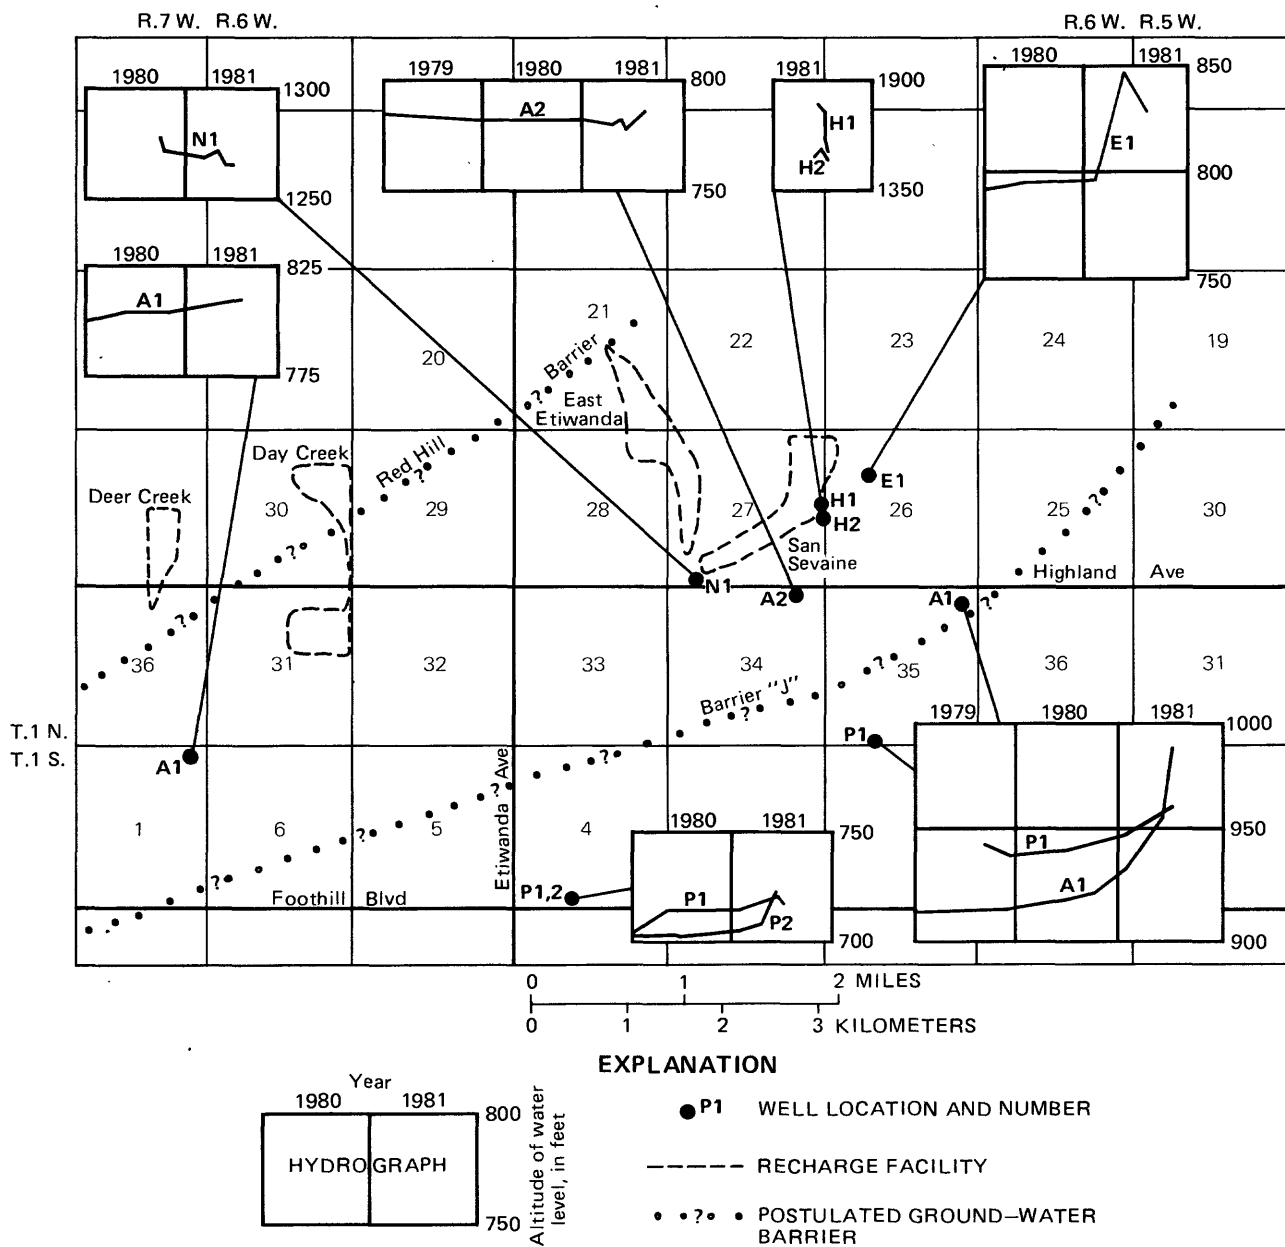 R.7 W. R.6 W.
R.6 W. R.5 W.
1980 1981
1300
N1
1250
1979 1980 1981
800
A2
750
1981
1900
H1
H2
1350
1980 1981
850
E1
800
750
1980 1981
825
A1
775
21
22
23
24
19
20
Barrier
?
East
Etiwanda
Red Hill
?
Day Creek
Deer Creek
30
29
28
27
26
25
?
30
E1
H1
H2
San
Sevaine
?
N1
A2
A1
Highland Ave
?
?
36
31
32
33
34
35
36
31
?
Barrier "J"
?
T.1 N.
T.1 S.
A1
P1
?
Etiwanda Ave
?
1
6
?
5
4
?
Foothill Blvd
P1,2
1980 1981
750
P1
P2
700
1979 1980 1981
1000
P1
950
A1
900
0 1 2 MILES
0 1 2 3 KILOMETERS
EXPLANATION
Year
1980 1981
800
HYDROGRAPH
750
Altitude of water
level, in feet
P1 WELL LOCATION AND NUMBER
RECHARGE FACILITY
? POSTULATED GROUND-WATER
BARRIER